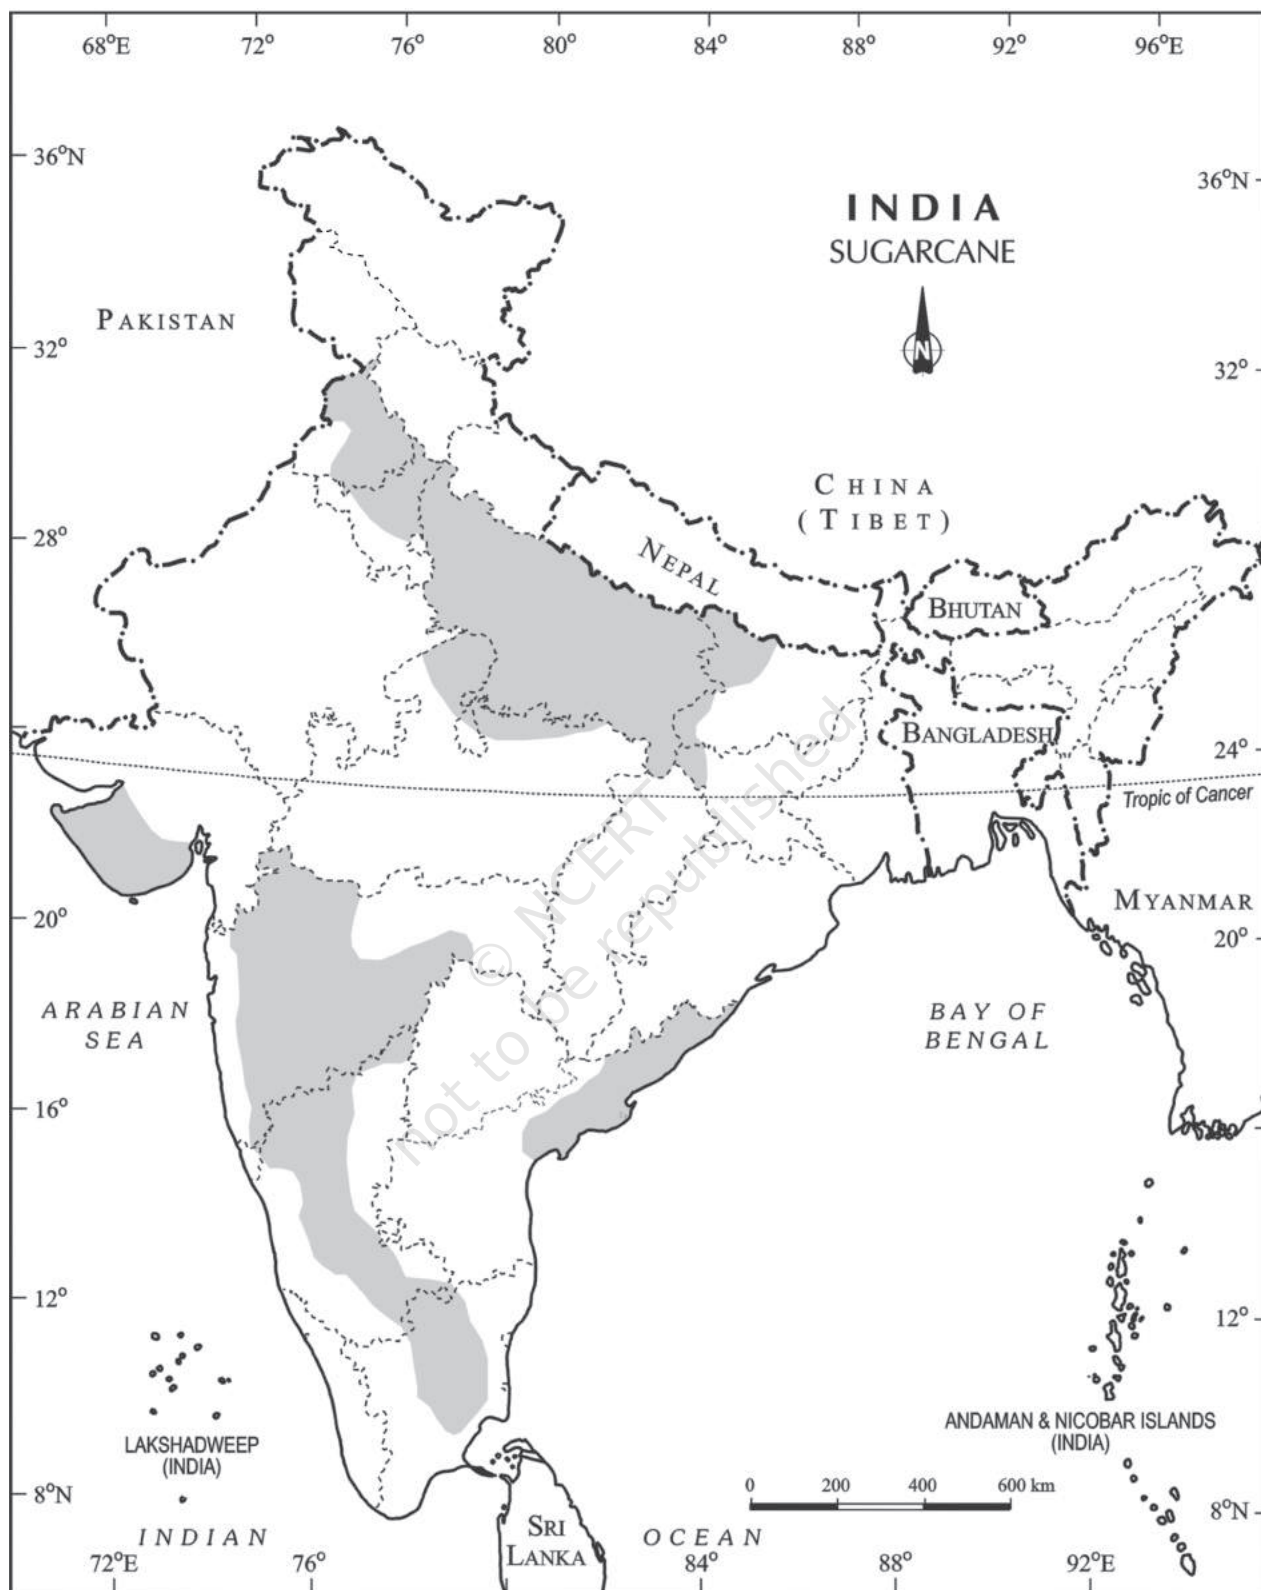 68°E 72° 76° 80° 84° 88° 92° 96°E
36°N
36°N
INDIA
SUGARCANE
N
PAKISTAN
32°
32°
CHINA
(TIBET)
28°
28°
NEPAL
BHUTAN
BANGLADESH
24°
Tropic of Cancer
© NCERT
not to be republished
20°
MYANMAR
20°
ARABIAN
SEA
BAY OF
BENGAL
16°
12°
12°
LAKSHADWEEP
(INDIA)
ANDAMAN & NICOBAR ISLANDS
(INDIA)
0 200 400 600 km
8°N
8°N
INDIAN
OCEAN
SRI
LANKA
72°E 76° 84° 88° 92°E